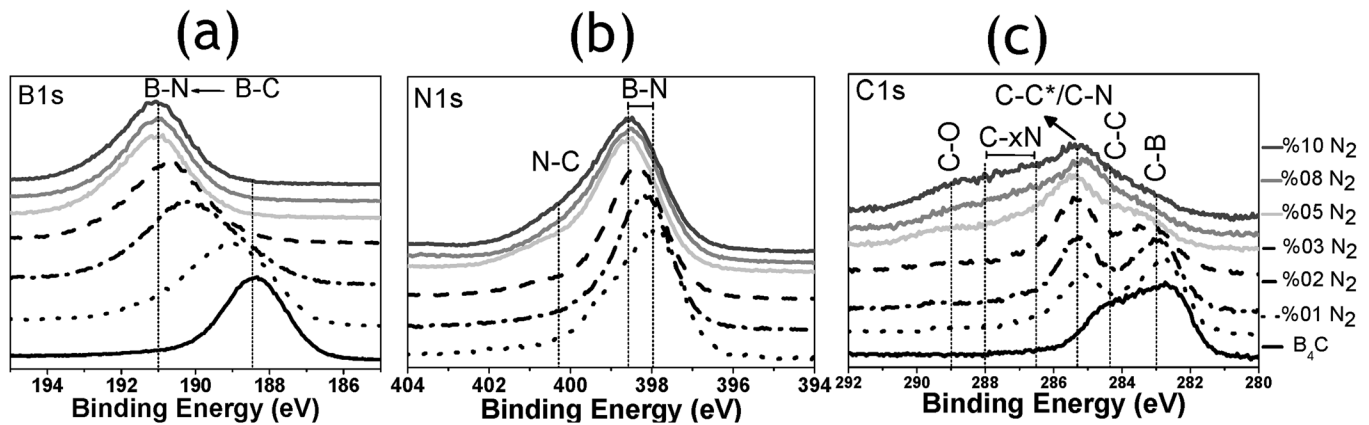 (a)
B1s
B-N B-C
194 192 190 188 186
Binding Energy (eV)
(b)
N1s
B-N
N-C
404 402 400 398 396 394
Binding Energy (eV)
(c)
C1s
C-C*/C-N
C-O
C-xN
C-C
C-B
292 290 288 286 284 282 280
Binding Energy (eV)
%10 N₂
%08 N₂
%05 N₂
%03 N₂
%02 N₂
%01 N₂
B₄C